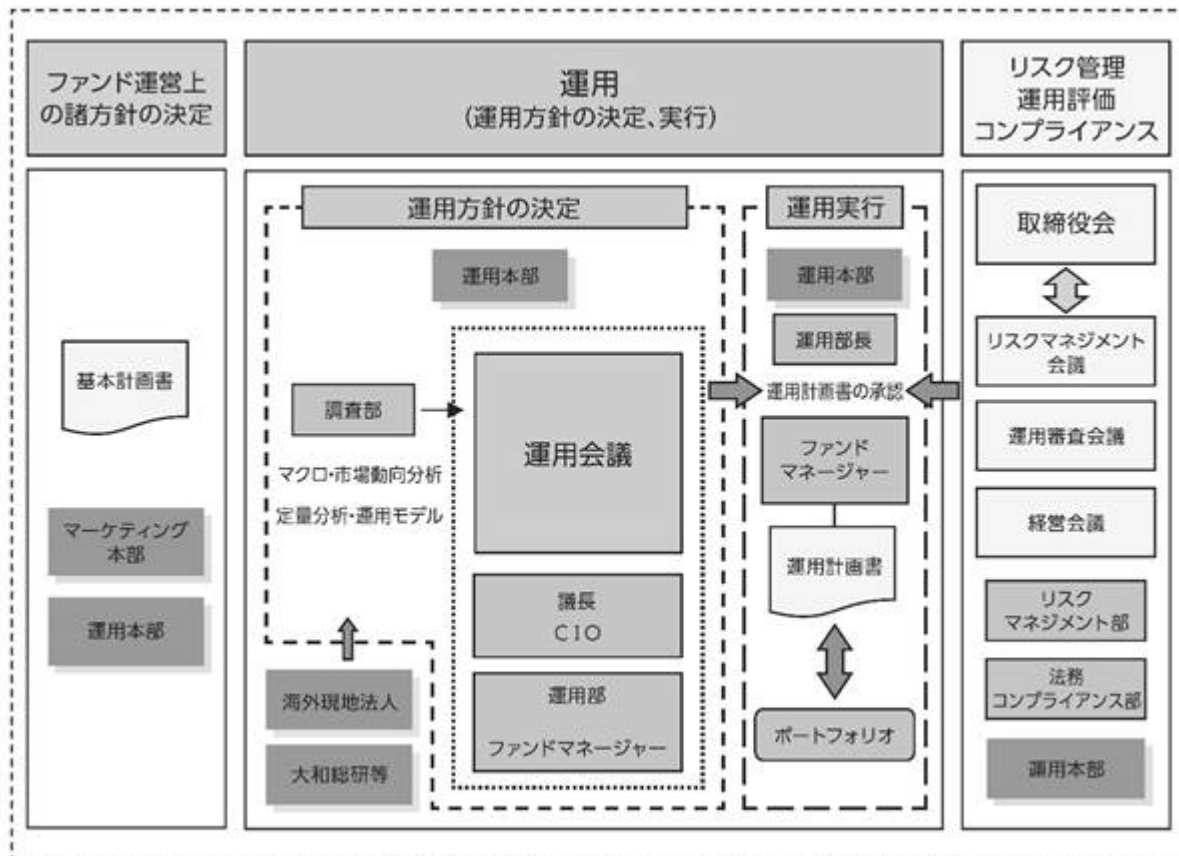 ファンド運営上
の諸方針の決定
運用
(運用方針の決定、実行)
リスク管理
運用評価
コンプライアンス
基本計画書
マーケティング
本部
運用本部
運用方針の決定
運用本部
調査部
マクロ・市場動向分析
定量分析・運用モデル
海外現地法人
大和総研等
運用会議
議長
CIO
運用部
ファンドマネージャー
運用実行
運用本部
運用部長
運用計画書の承認
ファンド
マネージャー
運用計画書
ポートフォリオ
取締役会
リスクマネジメント
会議
運用審査会議
経営会議
リスク
マネジメント部
法務
コンプライアンス部
運用本部